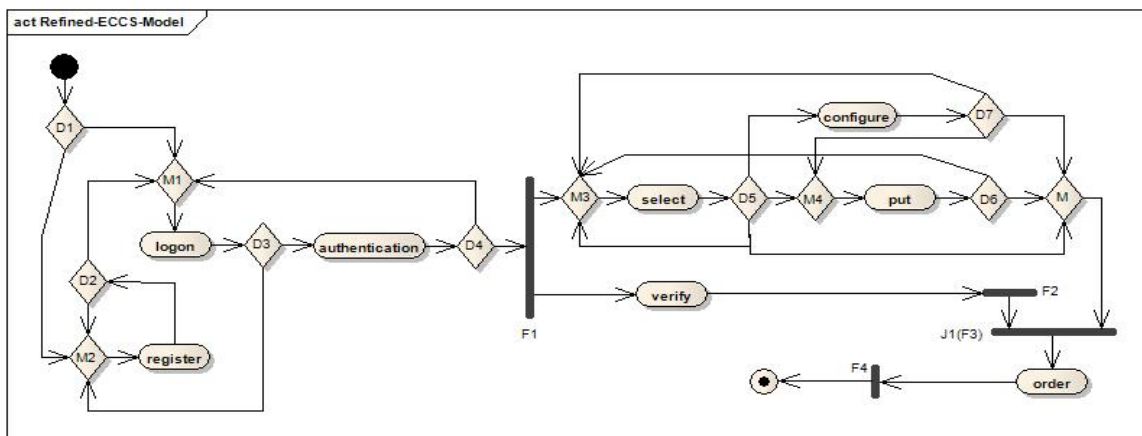 act Refined-ECCS-Model
D1
D7
configure
M1
M3
select
D5
M4
put
D6
M
logon
D3
authentication
D4
D2
verify
F2
F1
J1(F3)
M2
register
F4
order